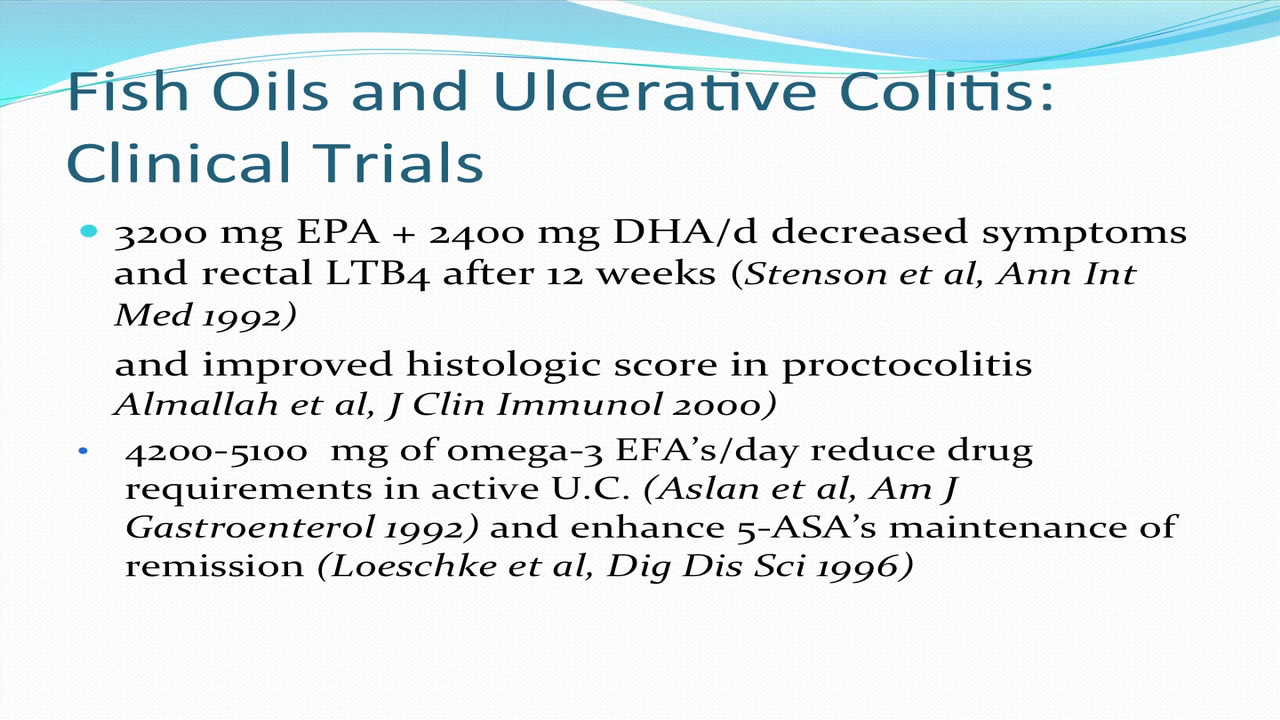 Fish Oils and Ulcerative Colitis:
Clinical Trials
• 3200 mg EPA + 2400 mg DHA/d decreased symptoms
and rectal LTB4 after 12 weeks (Stenson et al, Ann Int
Med 1992)
and improved histologic score in proctocolitis
Almallah et al, J Clin Immunol 2000)
• 4200-5100 mg of omega-3 EFA’s/day reduce drug
requirements in active U.C. (Aslan et al, Am J
Gastroenterol 1992) and enhance 5-ASA’s maintenance of
remission (Loeschke et al, Dig Dis Sci 1996)